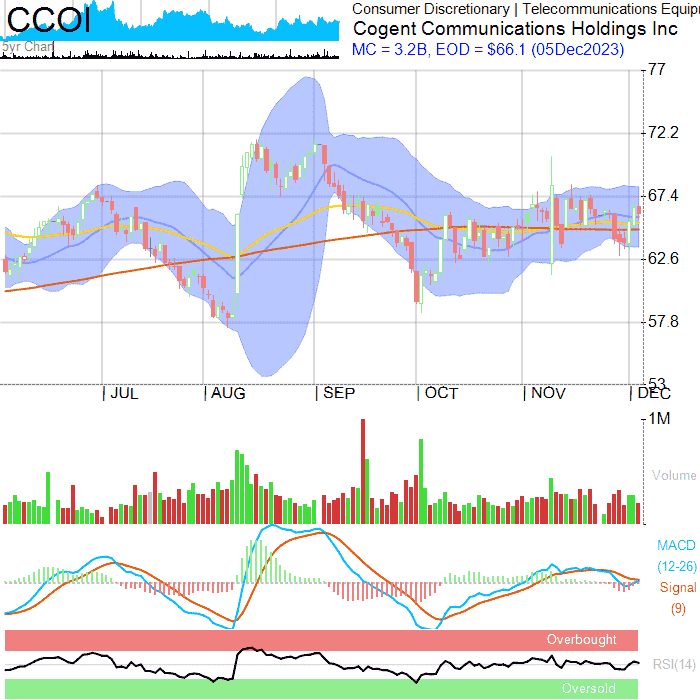 CCOI
5yr Chart
Consumer Discretionary | Telecommunications Equip
Cogent Communications Holdings Inc
MC = 3.2B, EOD = $66.1 (05Dec2023)
77
72.2
67.4
62.6
57.8
53
JUL
AUG
SEP
OCT
NOV
DEC
1M
Volume
MACD
(12-26)
Signal
(9)
Overbought
RSI(14)
Oversold